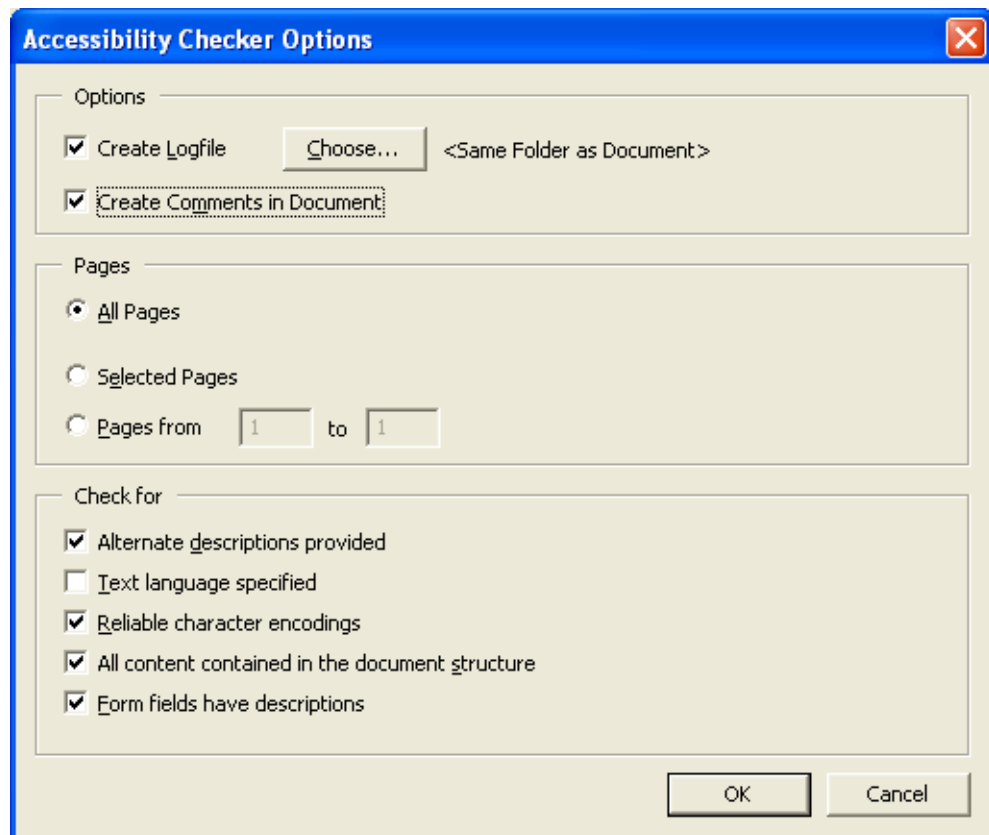 Accessibility Checker Options
Options
Create Logfile Choose... <Same Folder as Document>
Create Comments in Document
Pages
All Pages
Selected Pages
Pages from 1 to 1
Check for
Alternate descriptions provided
Text language specified
Reliable character encodings
All content contained in the document structure
Form fields have descriptions
OK Cancel